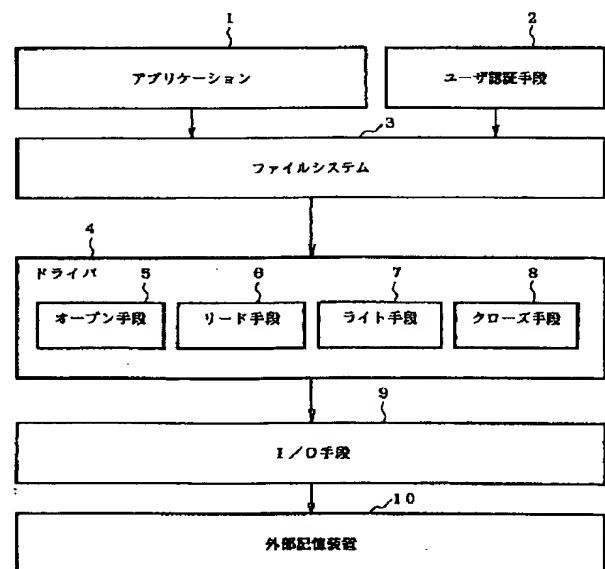 1
2
アプリケーション
ユーザ認証手段
3
ファイルシステム
4
ドライバ
5
6
7
8
オープン手段
リード手段
ライト手段
クローズ手段
9
I/O手段
10
外部記憶装置